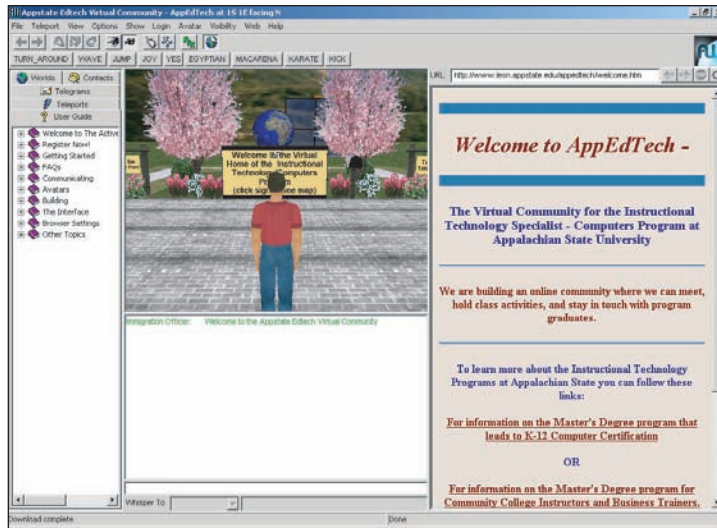 Appstate Edtech Virtual Community - AppEdTech at 1S 1E facing N
File Teleport View Options Show Login Avatar Visibility Web Help
TURN_AROUND WAVE JUMP JOY YES EGYPTIAN MACARENA KARATE KICK
Worlds Contacts
Telegrams
Teleports
User Guide
Welcome to The Active
Register Now!
Getting Started
FAQs
Communicating
Avatars
Building
The Interface
Browser Settings
Other Topics
Welcome to the Virtual
Home of the Instructional
Technology/Computers
Program
(click sign to see map)
Immigration Officer: Welcome to the Appstate Edtech Virtual Community
Whisper To:
URL: http://www.lesn.appstate.edu/appedtech/welcome.htm
Welcome to AppEdTech -
The Virtual Community for the Instructional
Technology Specialist - Computers Program at
Appalachian State University
We are building an online community where we can meet,
hold class activities, and stay in touch with program
graduates.
To learn more about the Instructional Technology
Programs at Appalachian State you can follow these
links:
For information on the Master's Degree program that
leads to K-12 Computer Certification
OR
For information on the Master's Degree program for
Community College Instructors and Business Trainers.
Download complete
Done